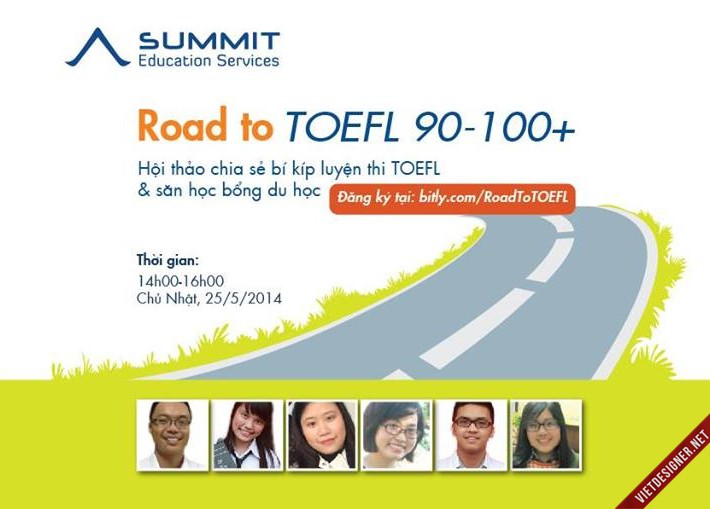 SUMMIT
Education Services
Road to TOEFL 90-100+
Hội thảo chia sẻ bí kíp luyện thi TOEFL
& săn học bổng du học
Đăng ký tại: bitly.com/RoadToTOEFL
Thời gian:
14h00-16h00
Chủ Nhật, 25/5/2014
VIETDESIGNER.NET